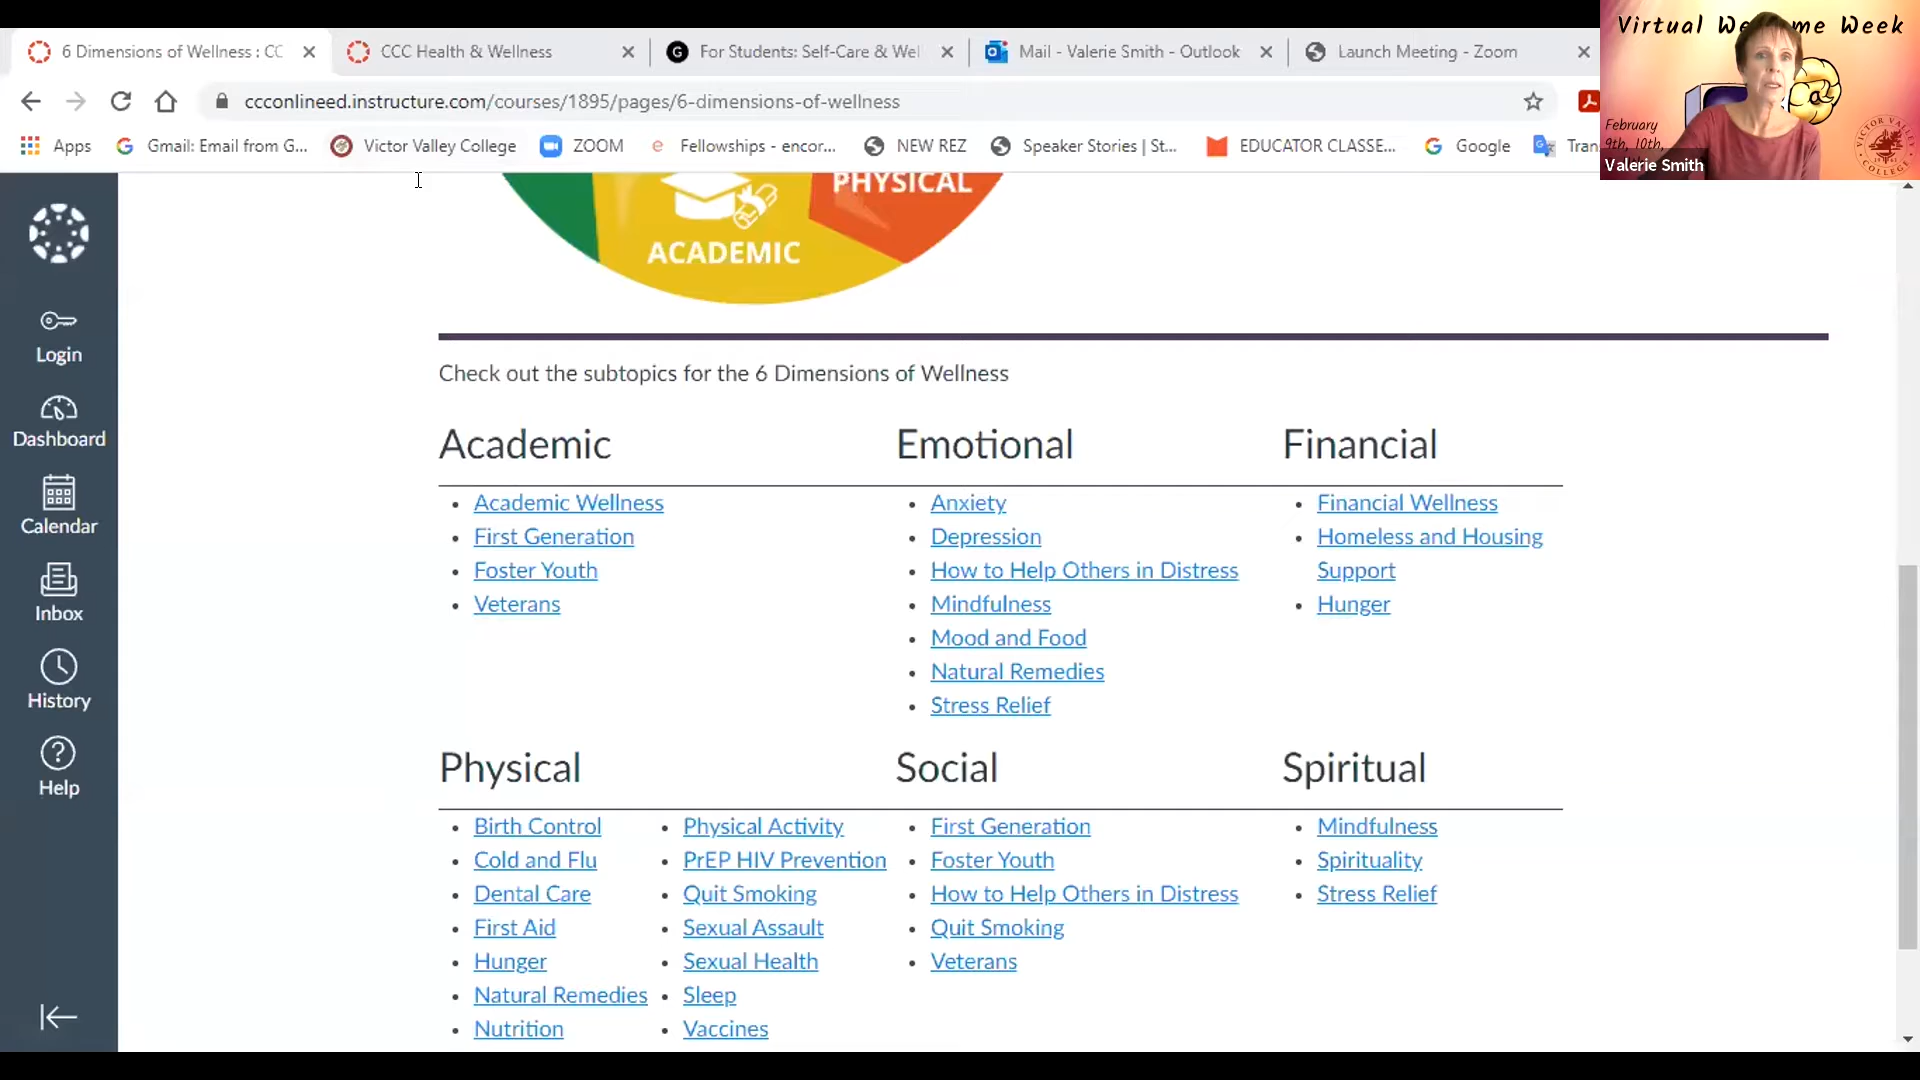 6 Dimensions of Wellness : CC
CCC Health & Wellness
For Students: Self-Care & Wel
Mail - Valerie Smith - Outlook
Launch Meeting - Zoom
Virtual We me Week
ccconlineed.instructure.com/courses/1895/pages/6-dimensions-of-wellness
Apps
Gmail: Email from G...
Victor Valley College
ZOOM
Fellowships - encor...
NEW REZ
Speaker Stories | St...
EDUCATOR CLASSE...
Google
Tran
February
9th, 10th,
Valerie Smith
VICTOR VALLEY COLLEGE
PHYSICAL
ACADEMIC
Login
Dashboard
Calendar
Inbox
History
Help
Check out the subtopics for the 6 Dimensions of Wellness
Academic
Academic Wellness
First Generation
Foster Youth
Veterans
Emotional
Anxiety
Depression
How to Help Others in Distress
Mindfulness
Mood and Food
Natural Remedies
Stress Relief
Financial
Financial Wellness
Homeless and Housing
Support
Hunger
Physical
Birth Control
Cold and Flu
Dental Care
First Aid
Hunger
Natural Remedies
Nutrition
Physical Activity
PrEP HIV Prevention
Quit Smoking
Sexual Assault
Sexual Health
Sleep
Vaccines
Social
First Generation
Foster Youth
How to Help Others in Distress
Quit Smoking
Veterans
Spiritual
Mindfulness
Spirituality
Stress Relief